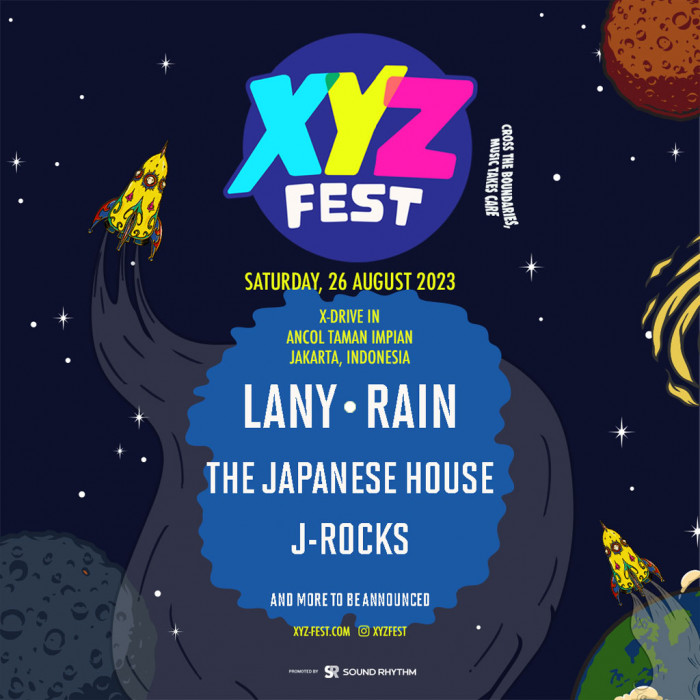 XYZ
FEST
CROSS THE BOUNDARIES,
MUSIC TAKES CARE
SATURDAY, 26 AUGUST 2023
X-DRIVE IN
ANCOL TAMAN IMPIAN
JAKARTA, INDONESIA
LANY • RAIN
THE JAPANESE HOUSE
J-ROCKS
AND MORE TO BE ANNOUNCED
XYZ-FEST.COM XYZFEST
PROMOTED BY SR SOUND RHYTHM